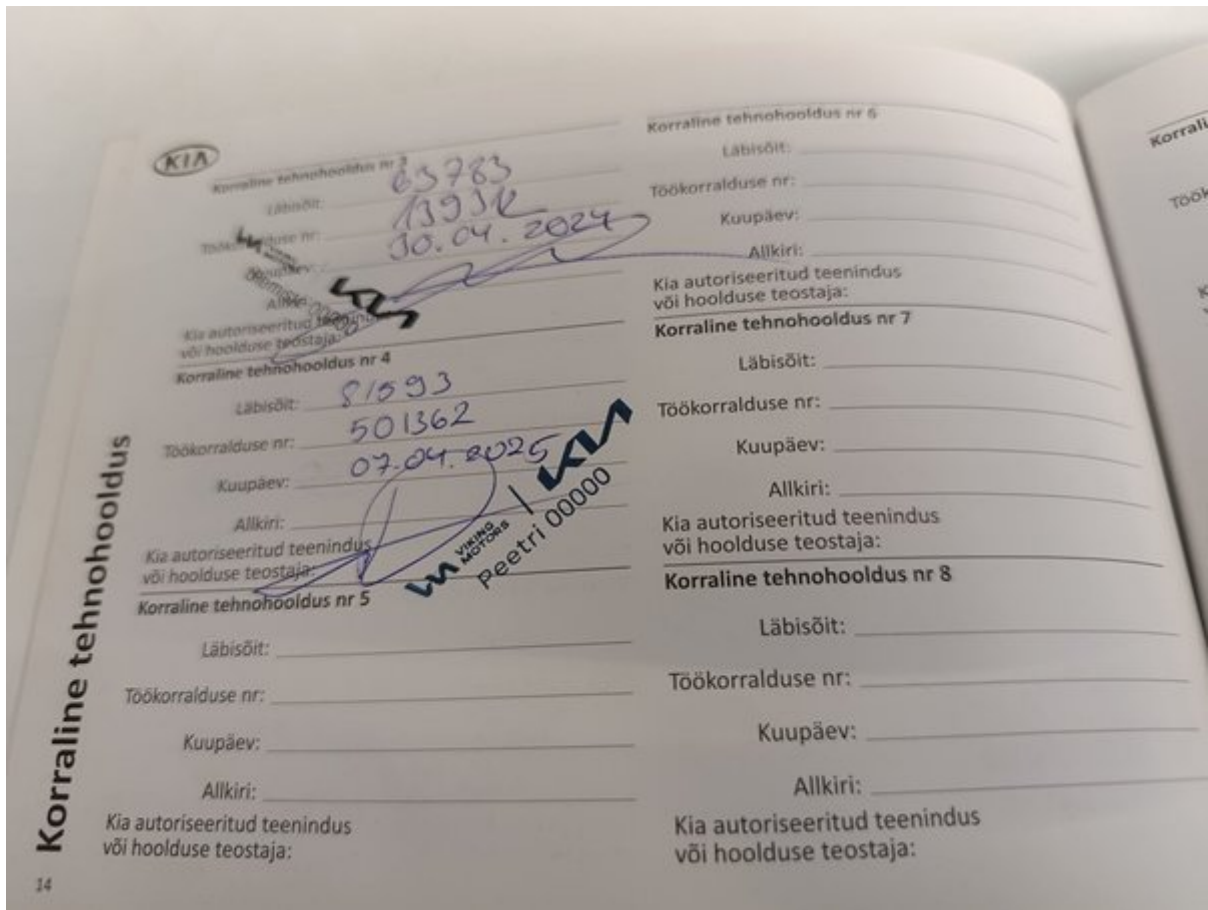 KIA
Korraline tehnohooldus nr 3
Läbisõit: 63783
Töökorralduse nr:
Kuupäev: 30.04.2024
Allkiri:
Kia autoriseeritud teenindus
või hoolduse teostaja:
KIA
Korraline tehnohooldus nr 4
Läbisõit: 81593
Töökorralduse nr: 501362
Kuupäev: 07.04.2025
Allkiri:
Kia autoriseeritud teenindus
või hoolduse teostaja:
VIKING
MOTORS
KIA
Peetri 00000
Korraline tehnohooldus nr 5
Läbisõit:
Töökorralduse nr:
Kuupäev:
Allkiri:
Kia autoriseeritud teenindus
või hoolduse teostaja:
Korraline tehnohooldus nr 6
Läbisõit:
Töökorralduse nr:
Kuupäev:
Allkiri:
Kia autoriseeritud teenindus
või hoolduse teostaja:
Korraline tehnohooldus nr 7
Läbisõit:
Töökorralduse nr:
Kuupäev:
Allkiri:
Kia autoriseeritud teenindus
või hoolduse teostaja:
Korraline tehnohooldus nr 8
Läbisõit:
Töökorralduse nr:
Kuupäev:
Allkiri:
Kia autoriseeritud teenindus
või hoolduse teostaja:
Korraline tehnohooldus
14